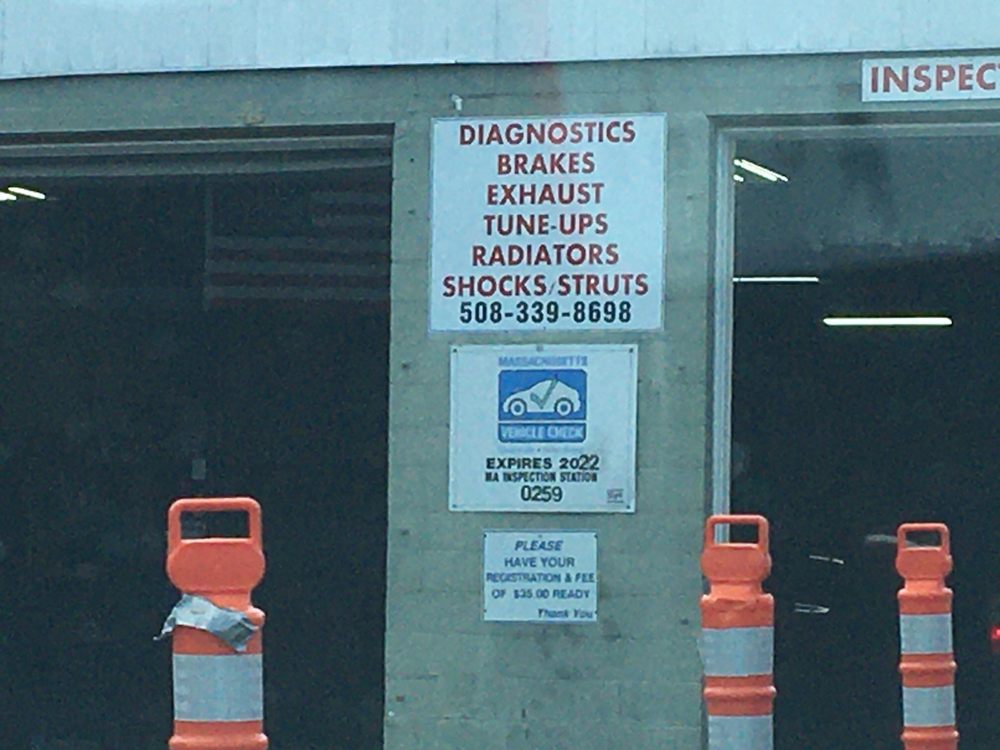 INSPEC
DIAGNOSTICS
BRAKES
EXHAUST
TUNE-UPS
RADIATORS
SHOCKS/STRUTS
508-339-8698
MASSACHUSETTS
VEHICLE CHECK
EXPIRES 2022
MA INSPECTION STATION
0259
PLEASE
HAVE YOUR
REGISTRATION & FEE
OF $35.00 READY
Thank You